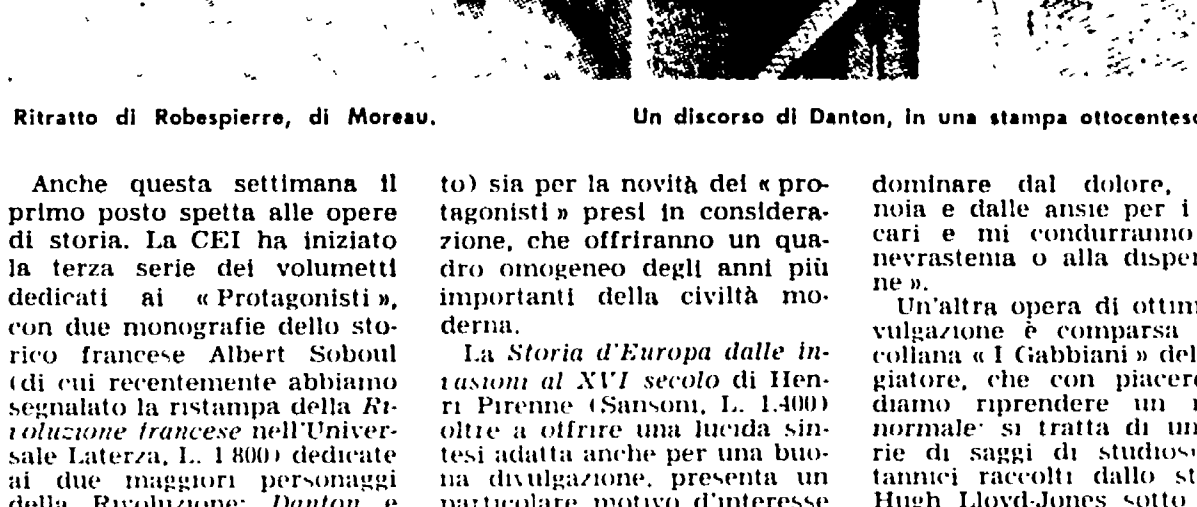 Ritratto di Robespierre, di Moreau.
Un discorso di Danton, in una stampa ottocentesc
Anche questa settimana il
primo posto spetta alle opere
di storia. La CEI ha iniziato
la terza serie dei volumetti
dedicati ai « Protagonisti »,
con due monografie dello sto-
rico francese Albert Soboul
(di cui recentemente abbiamo
segnalato la ristampa della Ri-
voluzione francese nell'Univer-
sale Laterza, L. 1 800) dedicate
ai due maggiori personaggi
della Rivoluzione: Danton e
to) sia per la novità dei « pro-
tagonisti » presi in considera-
zione, che offriranno un qua-
dro omogeneo degli anni più
importanti della civiltà mo-
derna.
La Storia d'Europa dalle in-
vasioni al XVI secolo di Hen-
ri Pirenne (Sansoni, L. 1.400)
oltre a offrire una lucida sin-
tesi adatta anche per una buo-
na divulgazione, presenta un
particolare motivo d'interesse
dominare dal dolore,
noia e dalle ansie per i
cari e mi condurranno
nevrastenia o alla disper
ne ».
Un'altra opera di ottim
vulgazione è comparsa
collana « I Gabbiani » del
giatore, che con piacer
diamo riprendere un
normale: si tratta di un
rie di saggi di studios
tannici raccolti dallo st
Hugh Lloyd-Jones sotto